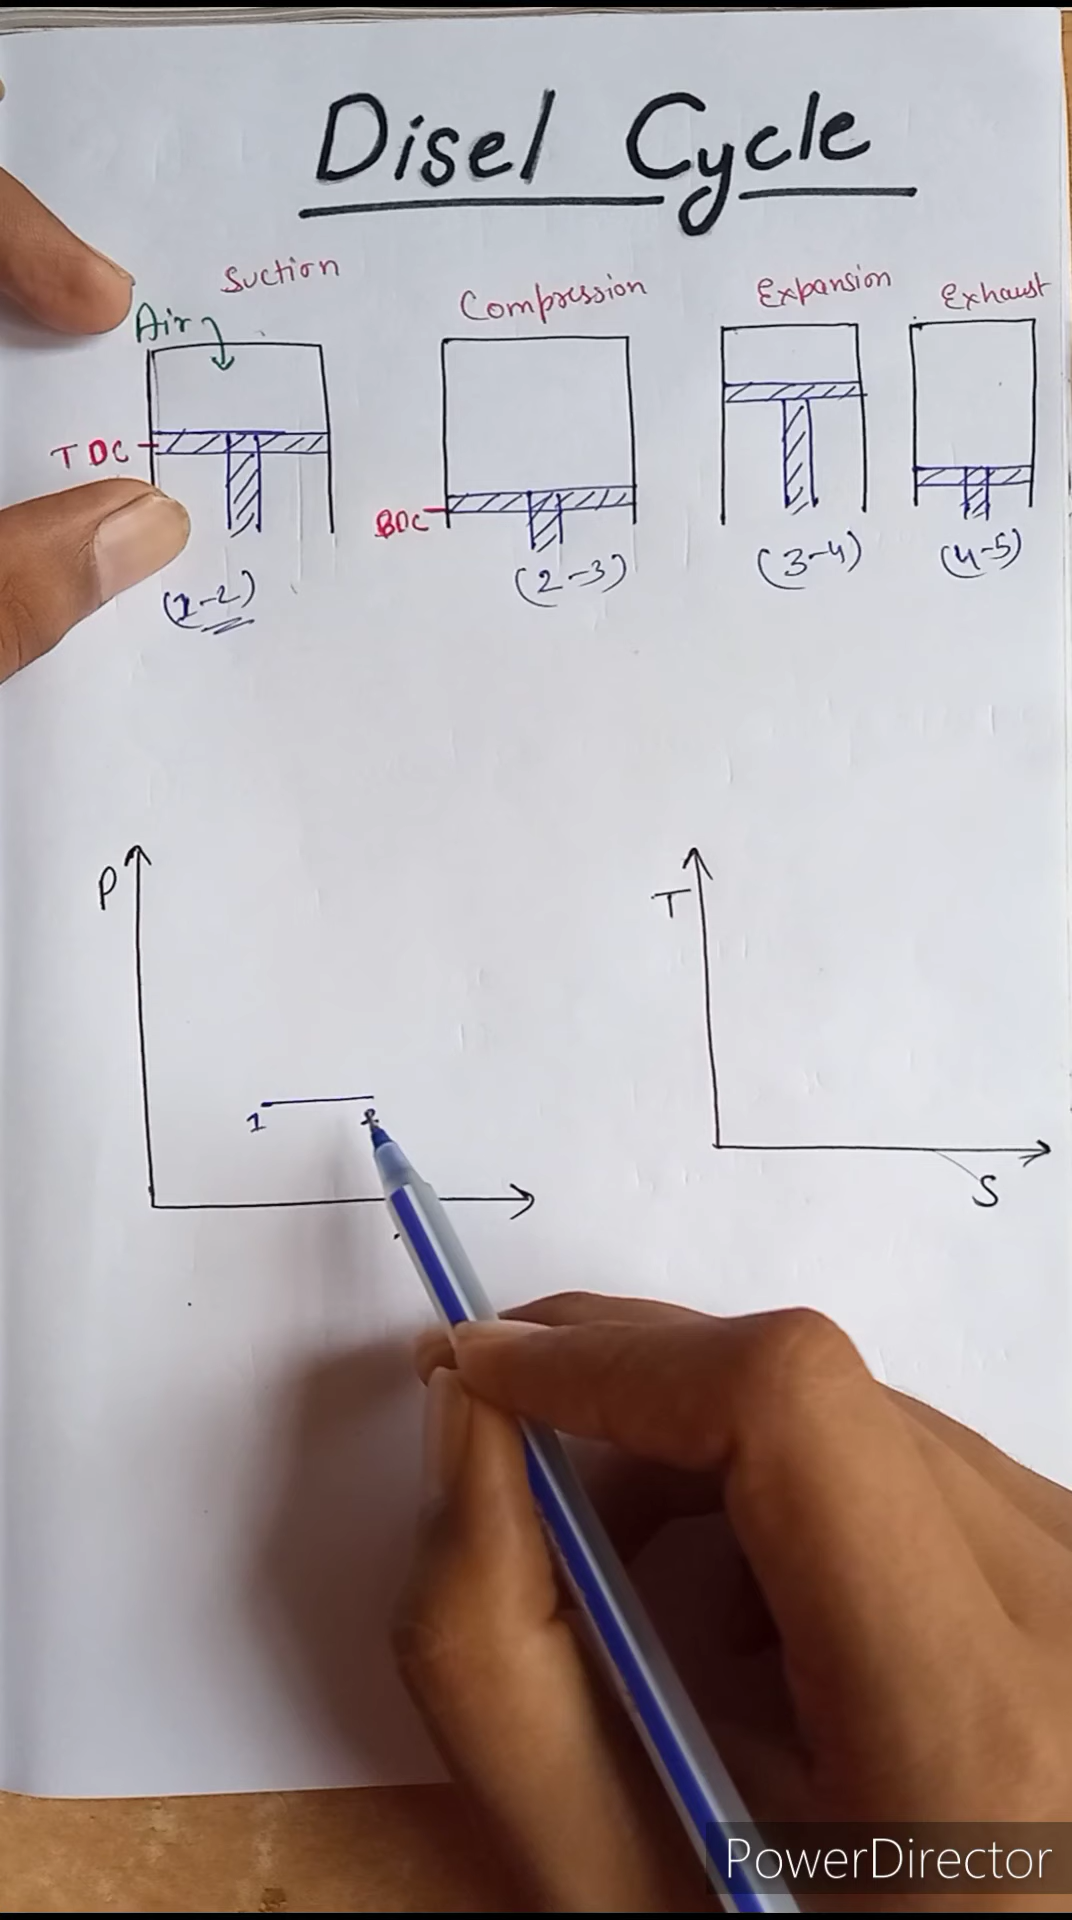 Disel Cycle
Suction
Compression
Expansion
Exhaust
Air
TDC
BDC
(1-2)
(2-3)
(3-4)
(4-5)
P
T
1
2
S
PowerDirector